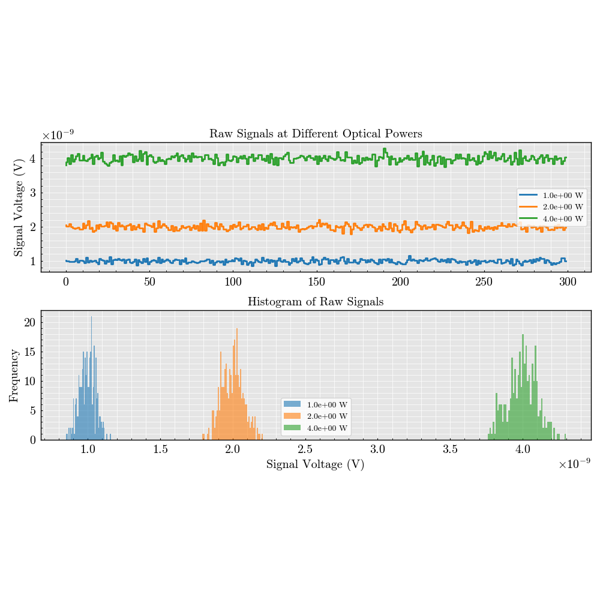 Raw Signals at Different Optical Powers
×10⁻⁹
Signal Voltage (V)
4
3
2
1
1.0e+00 W
2.0e+00 W
4.0e+00 W
0 50 100 150 200 250 300
Histogram of Raw Signals
Frequency
20
15
10
5
0
1.0e+00 W
2.0e+00 W
4.0e+00 W
1.0 1.5 2.0 2.5 3.0 3.5 4.0
Signal Voltage (V)
×10⁻⁹